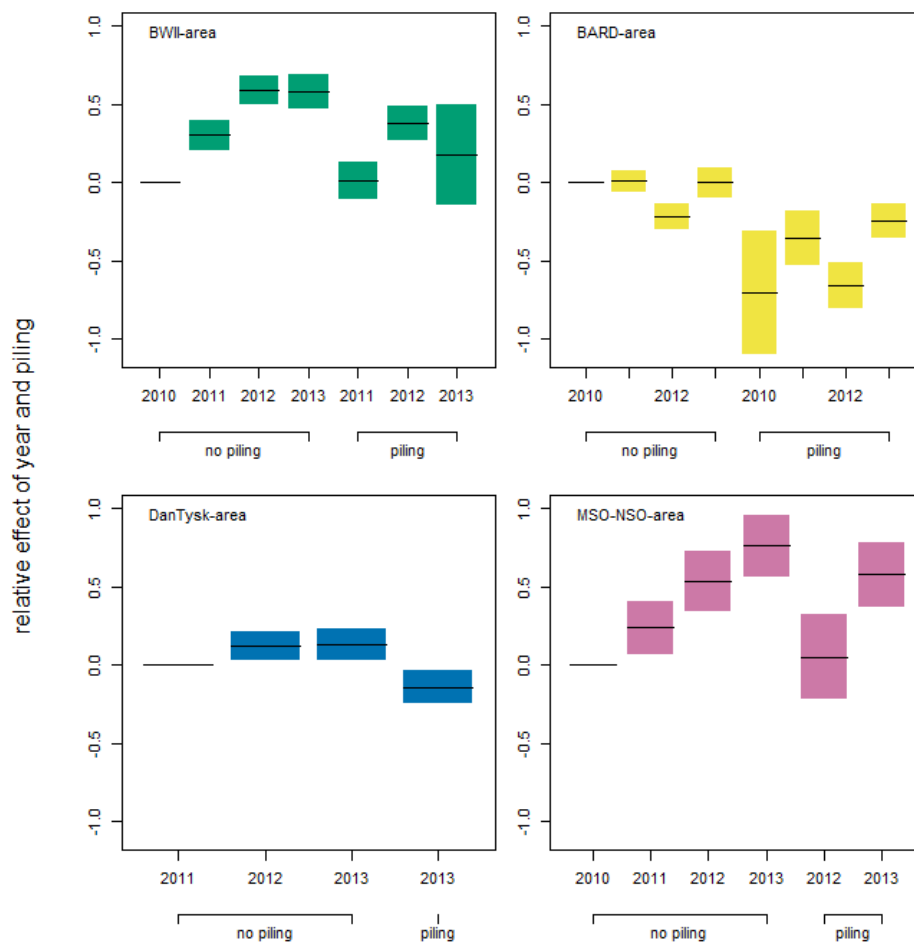 relative effect of year and piling
BWII-area
1.0
0.5
0.0
-0.5
-1.0
2010 2011 2012 2013 2011 2012 2013
no piling piling
BARD-area
1.0
0.5
0.0
-0.5
-1.0
2010 2012 2010 2012
no piling piling
DanTysk-area
1.0
0.5
0.0
-0.5
-1.0
2011 2012 2013 2013
no piling piling
MSO-NSO-area
1.0
0.5
0.0
-0.5
-1.0
2010 2011 2012 2013 2012 2013
no piling piling